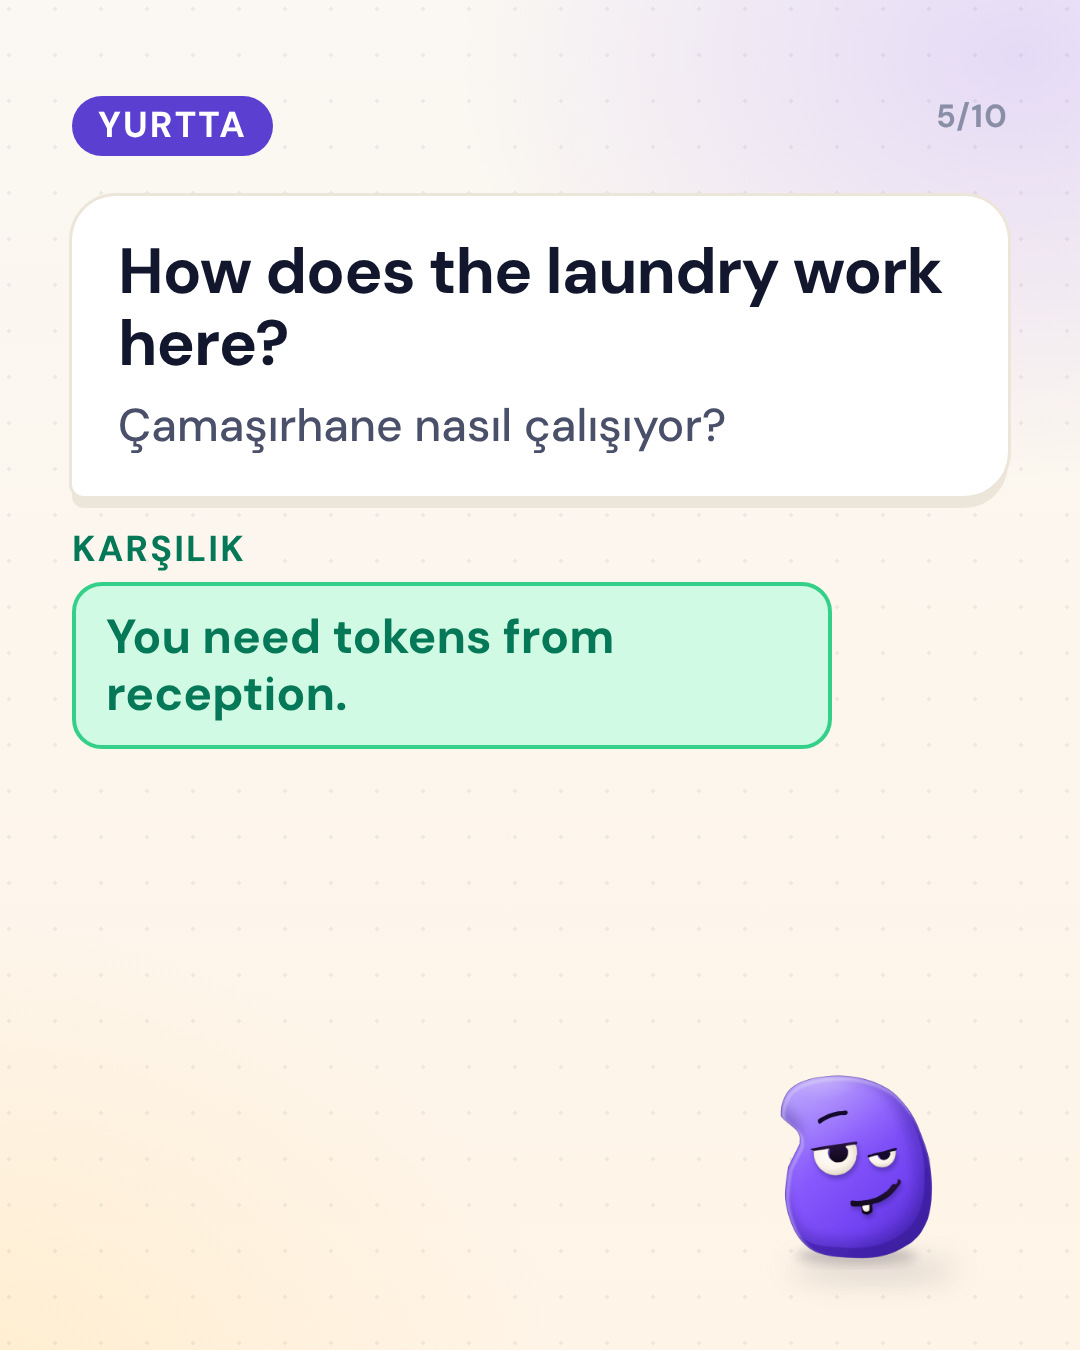 YURTTA
5/10
How does the laundry work
here?
Çamaşırhane nasıl çalışıyor?
KARŞILIK
You need tokens from
reception.